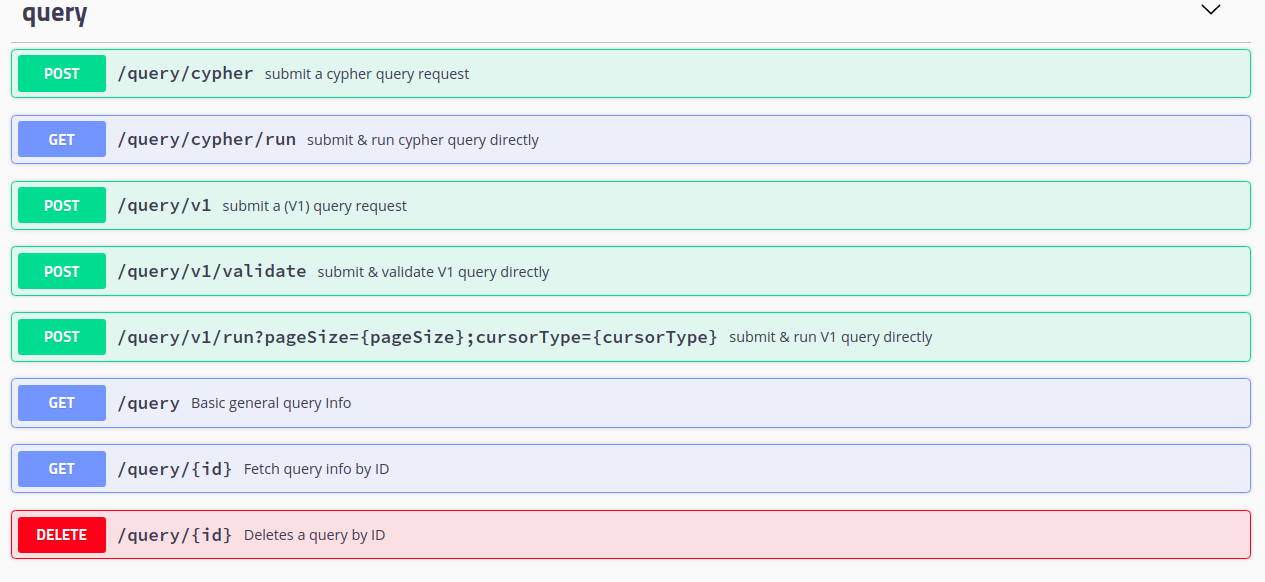 query
POST /query/cypher submit a cypher query request
GET /query/cypher/run submit & run cypher query directly
POST /query/v1 submit a (V1) query request
POST /query/v1/validate submit & validate V1 query directly
POST /query/v1/run?pageSize={pageSize};cursorType={cursorType} submit & run V1 query directly
GET /query Basic general query Info
GET /query/{id} Fetch query info by ID
DELETE /query/{id} Deletes a query by ID